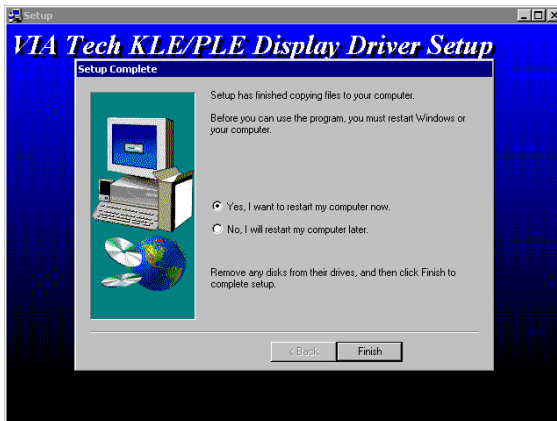 Setup
VIA Tech KLE/PLE Display Driver Setup
Setup Complete
Setup has finished copying files to your computer.
Before you can use the program, you must restart Windows or
your computer.
Yes, I want to restart my computer now.
No, I will restart my computer later.
Remove any disks from their drives, and then click Finish to
complete setup.
< Back
Finish